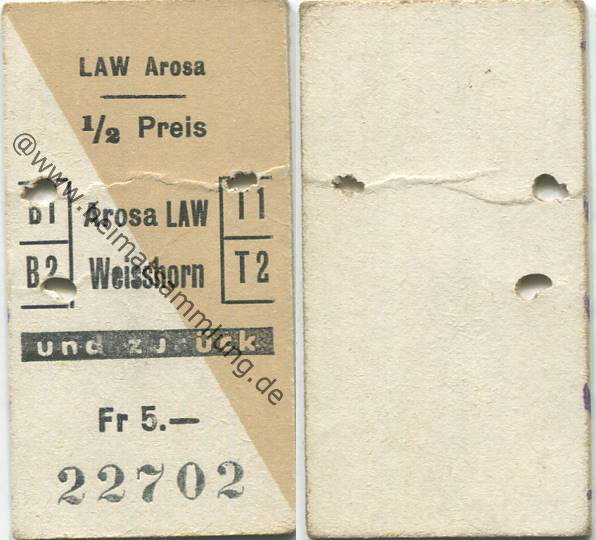 LAW Arosa
1/2 Preis
B1 Arosa LAW T1
B2 Weisshorn T2
und zurück
Fr 5.—
22702
@www.heimatsammlung.de